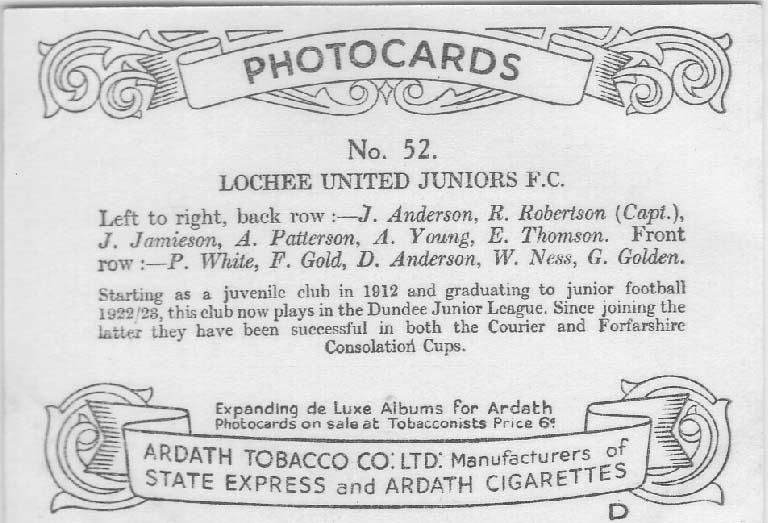 PHOTOCARDS
No. 52.
LOCHEE UNITED JUNIORS F.C.
Left to right, back row :—J. Anderson, R. Robertson (Capt.),
J. Jamieson, A. Patterson, A. Young, E. Thomson. Front
row :—P. White, F. Gold, D. Anderson, W. Ness, G. Golden.
Starting as a juvenile club in 1912 and graduating to junior football
1922/23, this club now plays in the Dundee Junior League. Since joining the
latter they have been successful in both the Courier and Forfarshire
Consolation Cups.
Expanding de Luxe Albums for Ardath
Photocards on sale at Tobacconists Price 6ᵈ
ARDATH TOBACCO CO: LTD: Manufacturers of
STATE EXPRESS and ARDATH CIGARETTES
D